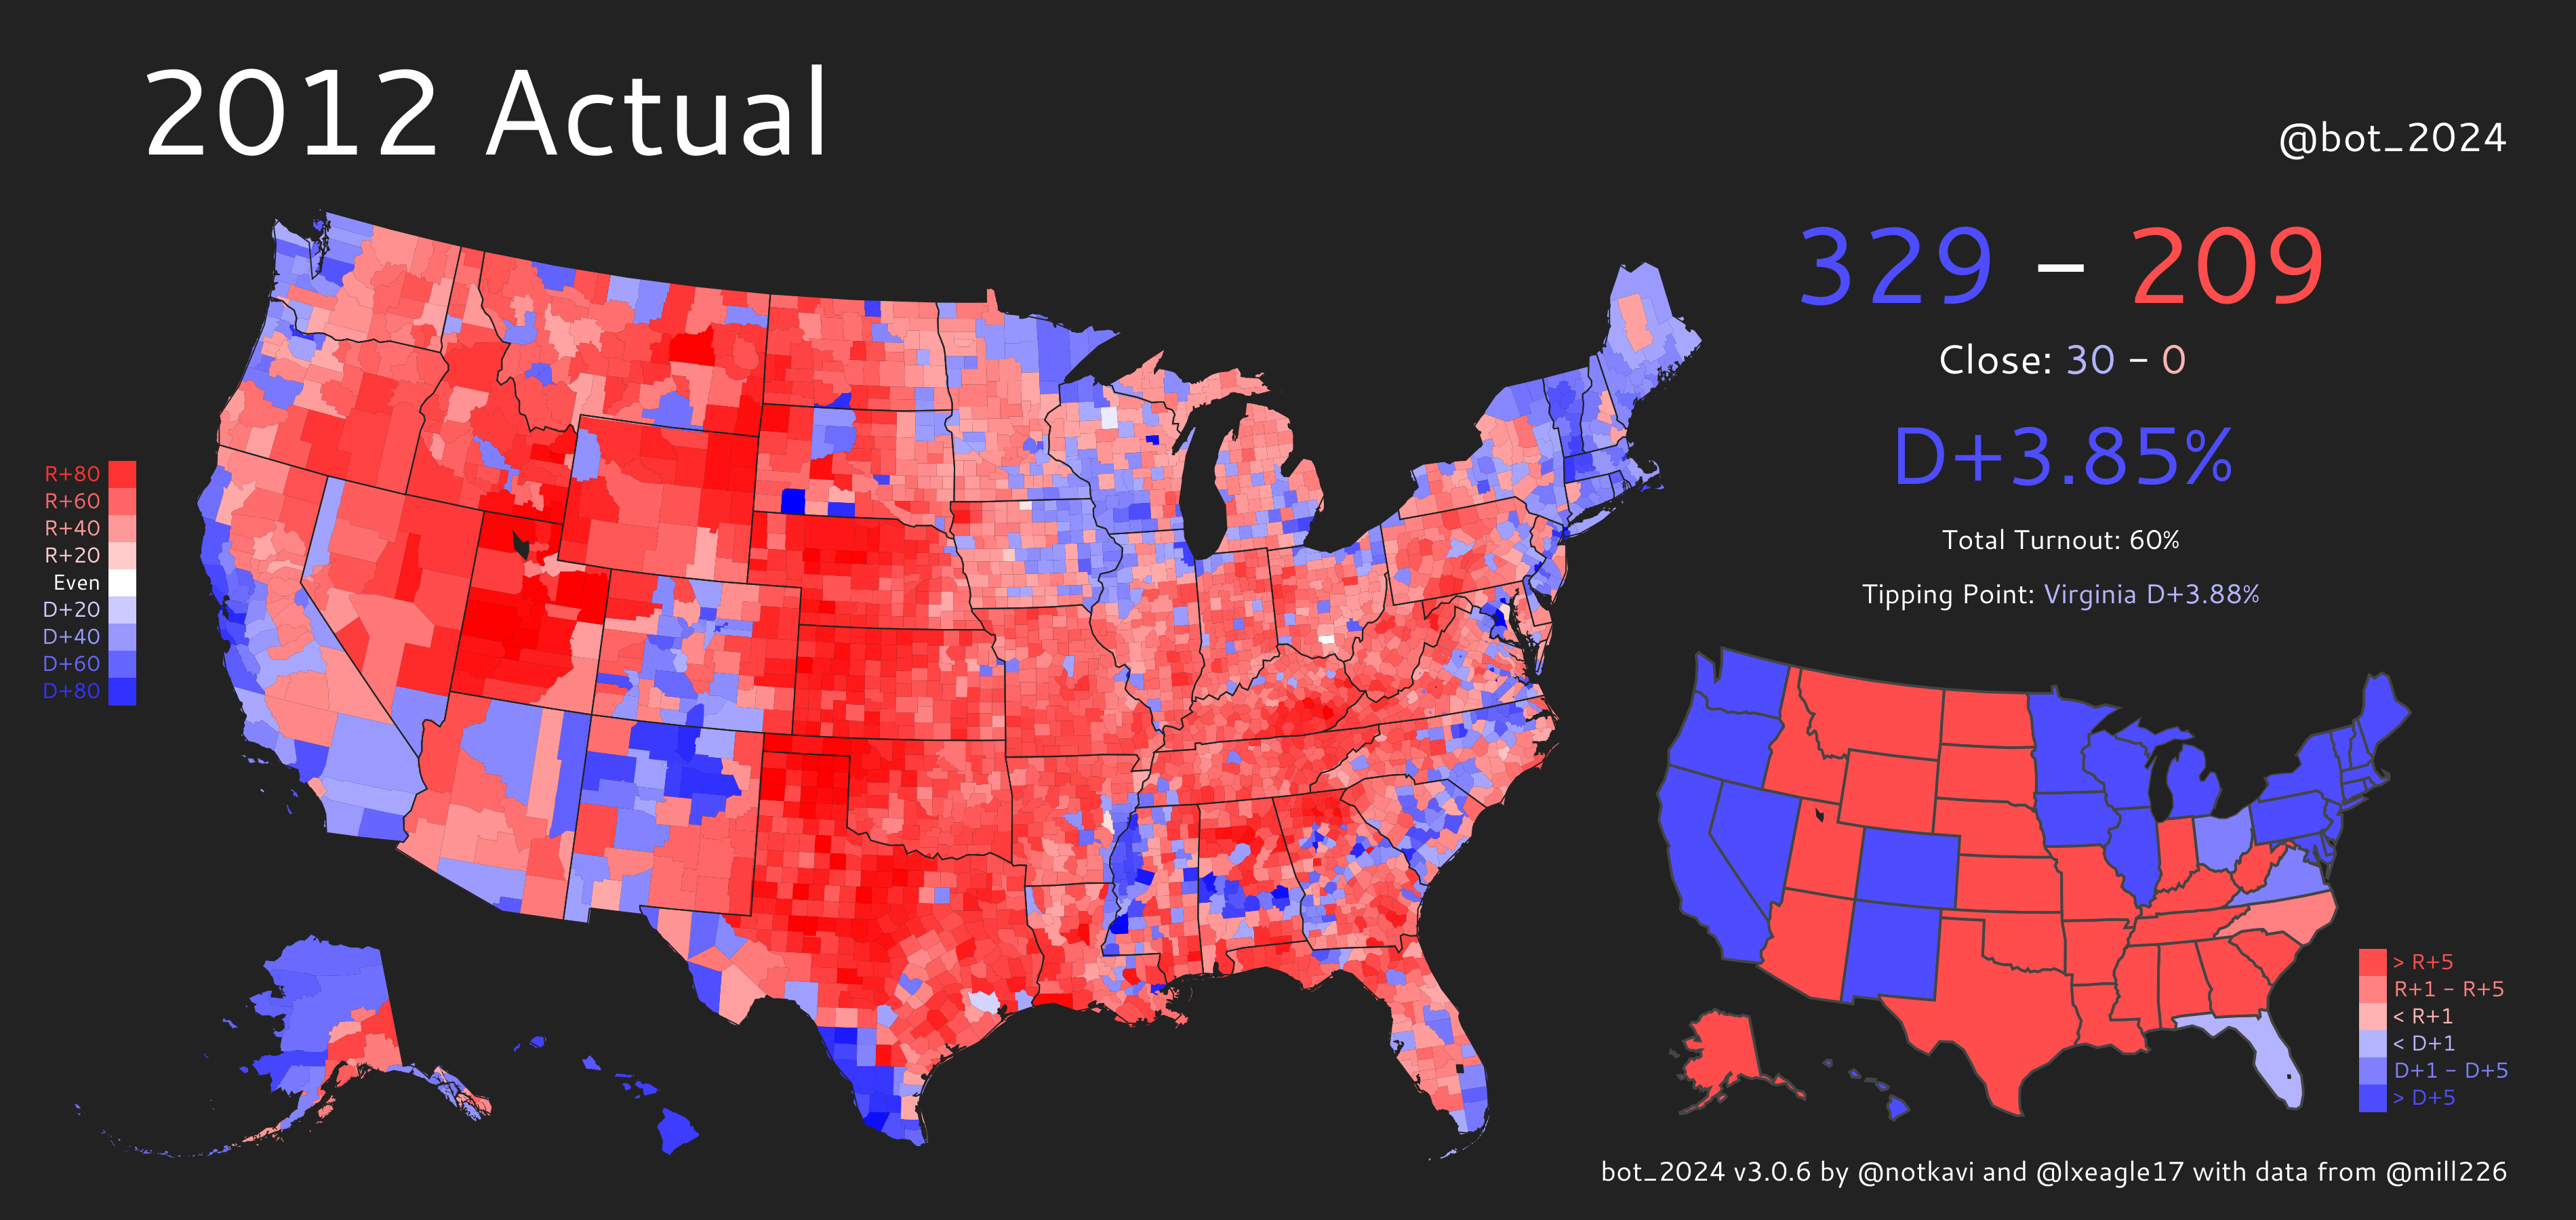 2012 Actual
@bot_2024
329 – 209
Close: 30 – 0
D+3.85%
Total Turnout: 60%
Tipping Point: Virginia D+3.88%
R+80
R+60
R+40
R+20
Even
D+20
D+40
D+60
D+80
> R+5
R+1 – R+5
< R+1
< D+1
D+1 – D+5
> D+5
bot_2024 v3.0.6 by @notkavi and @lxeagle17 with data from @mill226